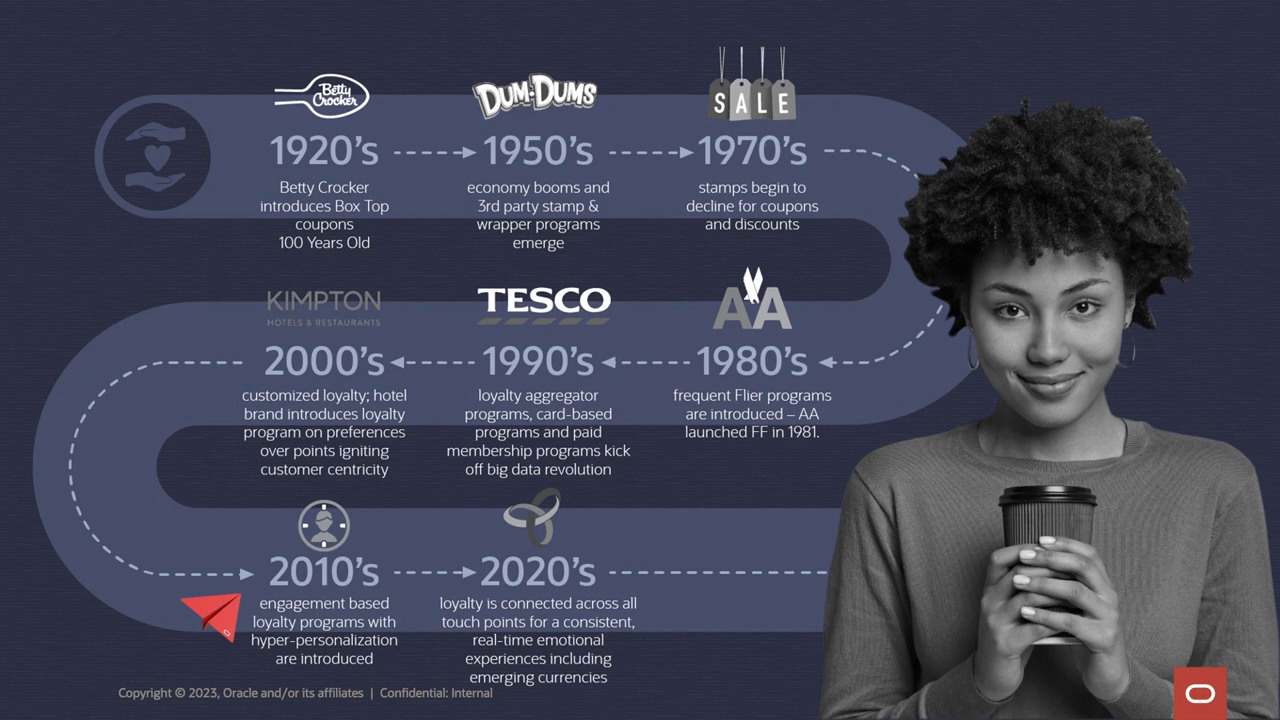 Betty
Crocker
DUM·DUMS
SALE
1920's
1950's
1970's
Betty Crocker
introduces Box Top
coupons
100 Years Old
economy booms and
3rd party stamp &
wrapper programs
emerge
stamps begin to
decline for coupons
and discounts
KIMPTON
HOTELS & RESTAURANTS
TESCO
AA
2000's
1990's
1980's
customized loyalty; hotel
brand introduces loyalty
program on preferences
over points igniting
customer centricity
loyalty aggregator
programs, card-based
programs and paid
membership programs kick
off big data revolution
frequent Flier programs
are introduced – AA
launched FF in 1981.
2010's
2020's
engagement based
loyalty programs with
hyper-personalization
are introduced
loyalty is connected across all
touch points for a consistent,
real-time emotional
experiences including
emerging currencies
Copyright © 2023, Oracle and/or its affiliates | Confidential: Internal